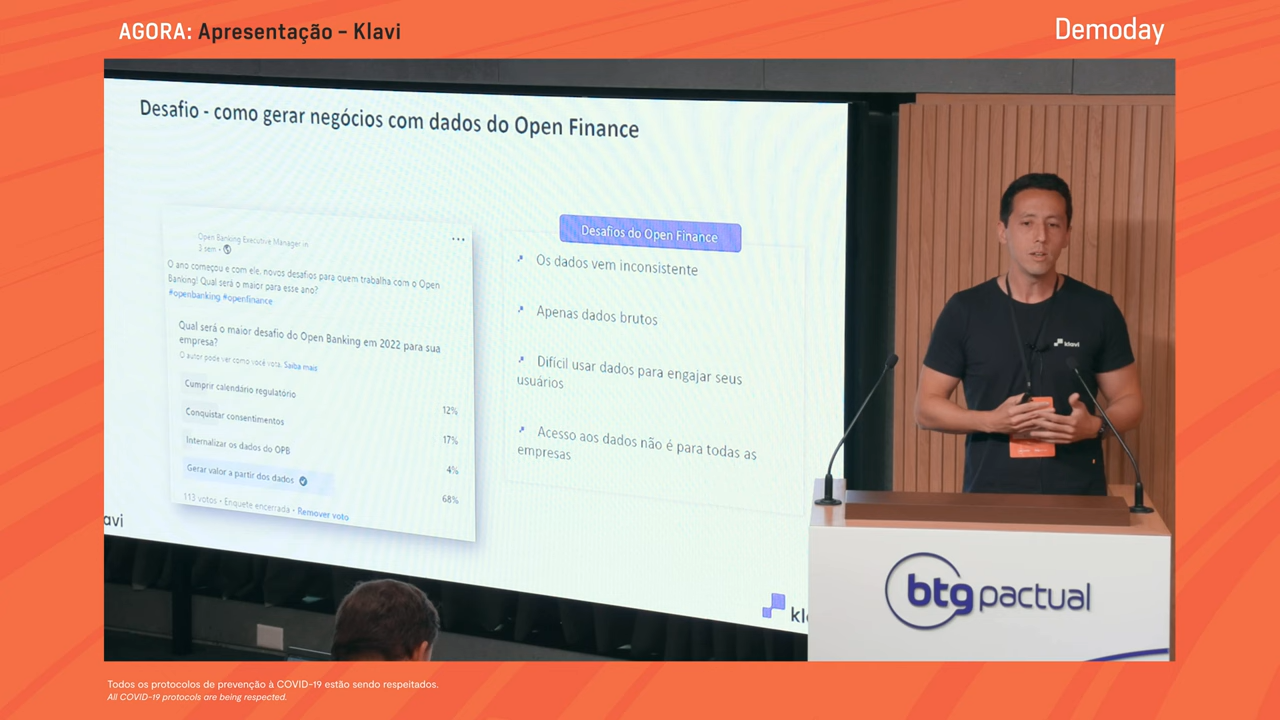 AGORA: Apresentação - Klavi
Demoday
Desafio - como gerar negócios com dados do Open Finance
Open Banking Executive Manager in
3 sem •
O ano começou e com ele, novos desafios para quem trabalha com o Open
Banking! Qual será o maior para esse ano?
#openbanking #openfinance
Qual será o maior desafio do Open Banking em 2022 para sua
empresa?
O autor pode ver como você vota. Saiba mais
Cumprir calendário regulatório 12%
Conquistar consentimentos 17%
Internalizar os dados do OPB 4%
Gerar valor a partir dos dados 68%
113 votos • Enquete encerrada • Remover voto
Desafios do Open Finance
Os dados vem inconsistente
Apenas dados brutos
Difícil usar dados para engajar seus
usuários
Acesso aos dados não é para todas as
empresas
avi
kl
klavi
btg pactual
Todos os protocolos de prevenção à COVID-19 estão sendo respeitados.
All COVID-19 protocols are being respected.